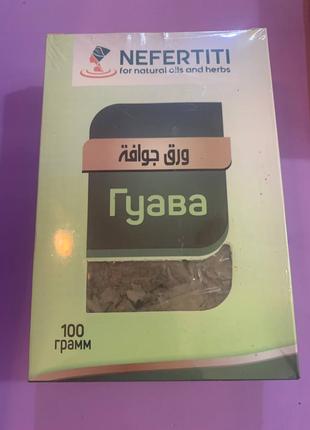 NEFERTITI
for natural oils and herbs
ورق جوافة
Гуава
100
грамм